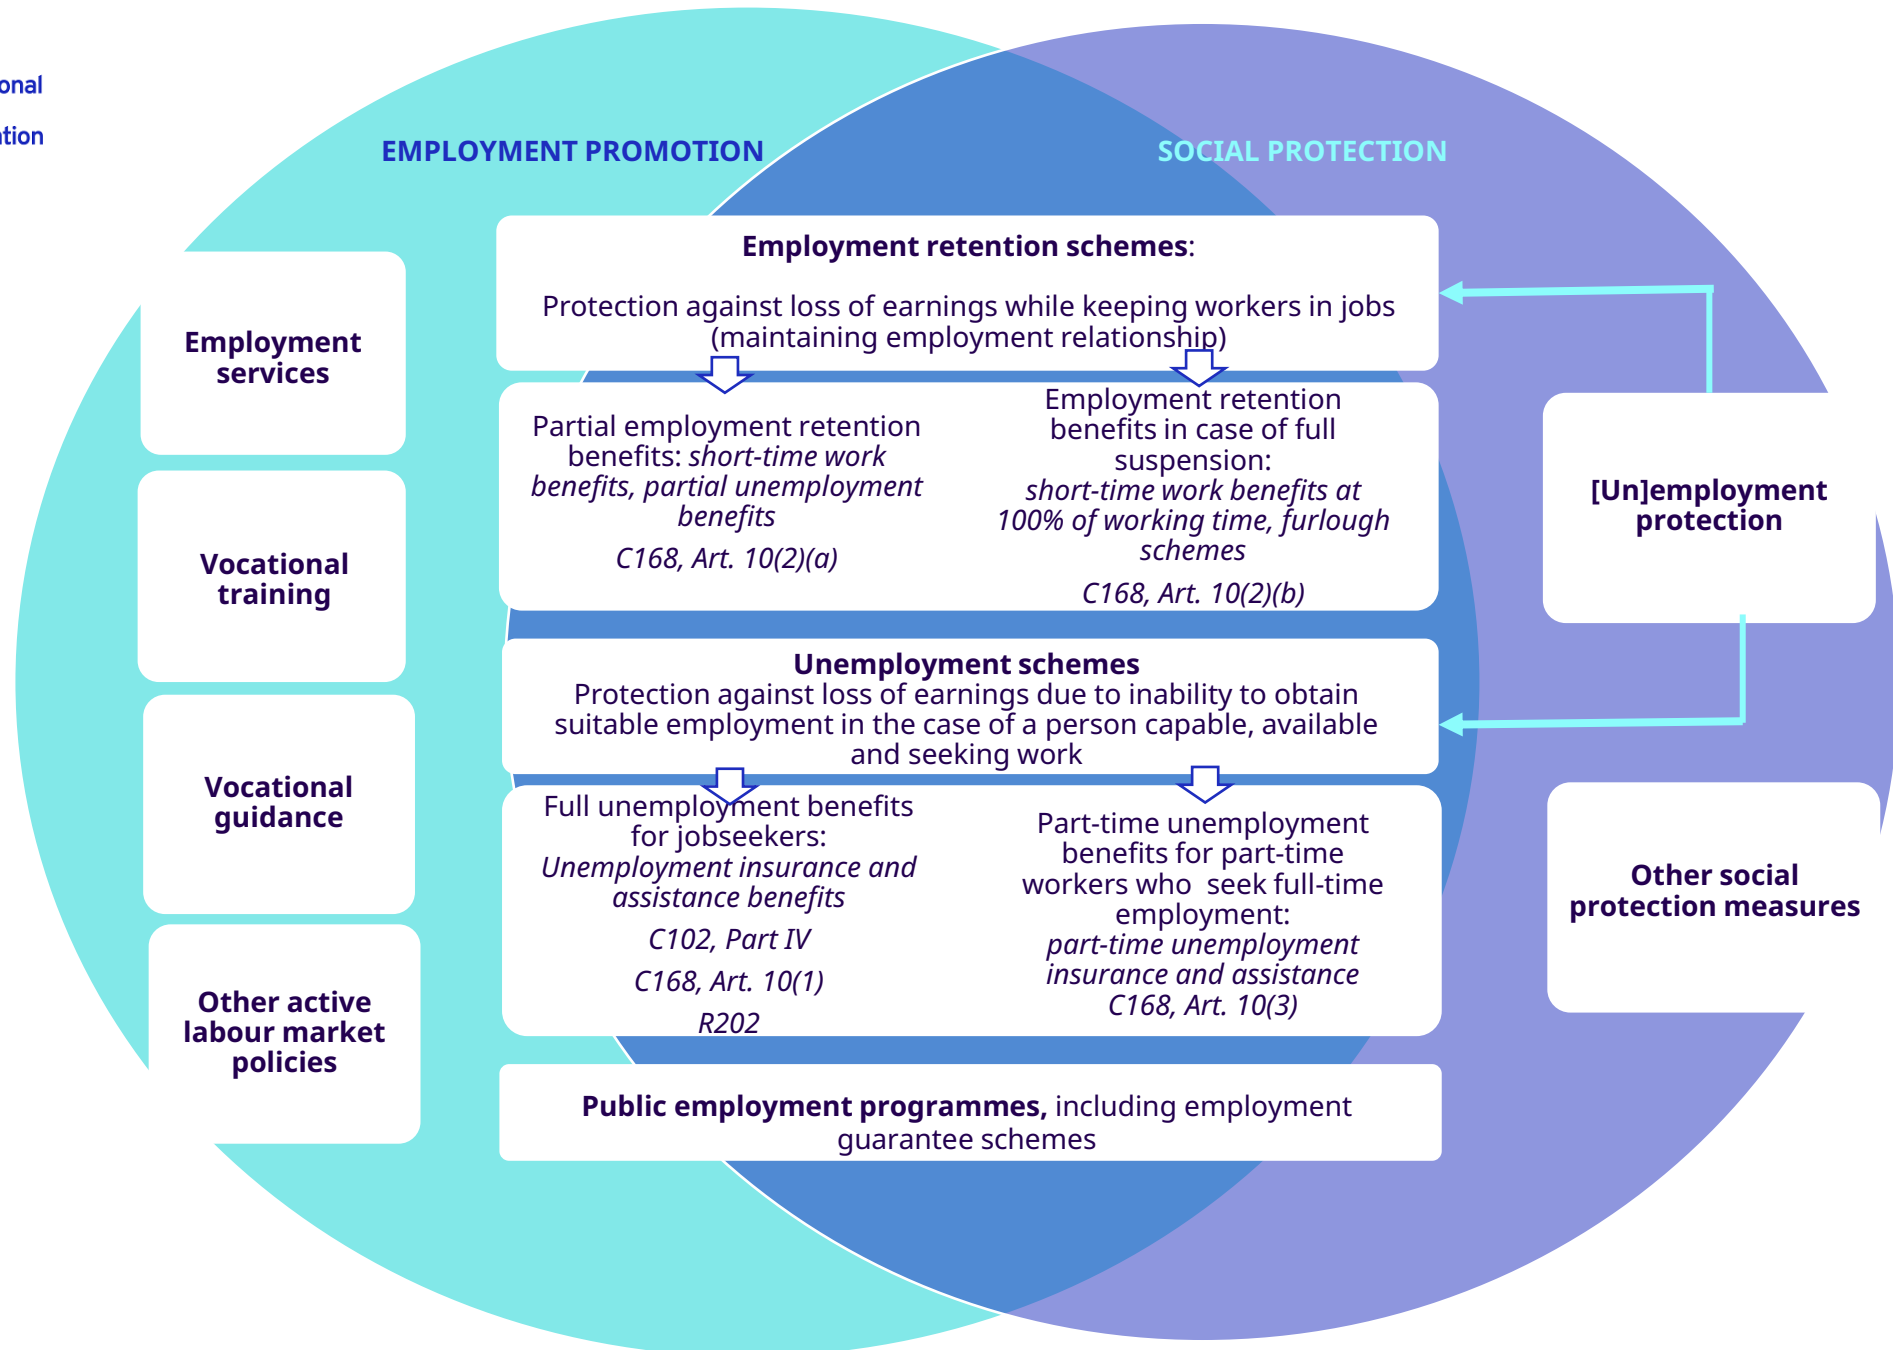 onal
ation
EMPLOYMENT PROMOTION
SOCIAL PROTECTION
Employment
services
Vocational
training
Vocational
guidance
Other active
labour market
policies
Employment retention schemes:
Protection against loss of earnings while keeping workers in jobs
(maintaining employment relationship)
Partial employment retention
benefits: short-time work
benefits, partial unemployment
benefits
C168, Art. 10(2)(a)
Employment retention
benefits in case of full
suspension:
short-time work benefits at
100% of working time, furlough
schemes
C168, Art. 10(2)(b)
Unemployment schemes
Protection against loss of earnings due to inability to obtain
suitable employment in the case of a person capable, available
and seeking work
Full unemployment benefits
for jobseekers:
Unemployment insurance and
assistance benefits
C102, Part IV
C168, Art. 10(1)
R202
Part-time unemployment
benefits for part-time
workers who  seek full-time
employment:
part-time unemployment
insurance and assistance
C168, Art. 10(3)
Public employment programmes, including employment
guarantee schemes
[Un]employment
protection
Other social
protection measures